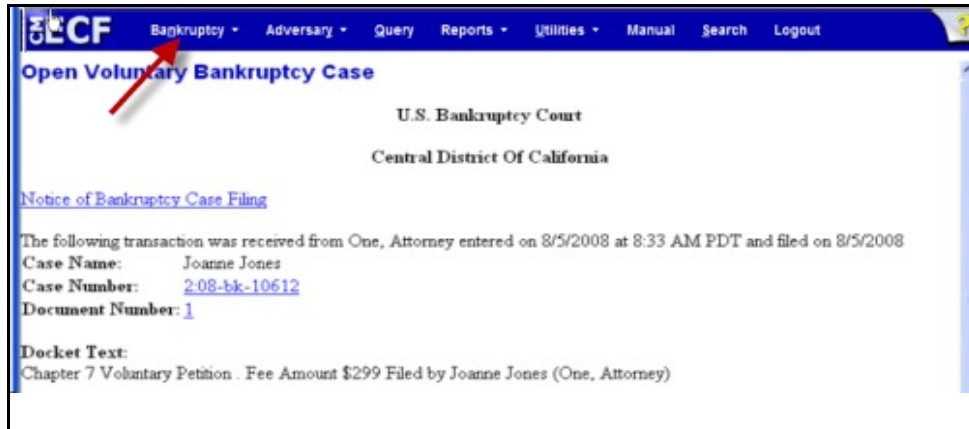 CM ECF Bankruptcy Adversary Query Reports Utilities Manual Search Logout ?
Open Voluntary Bankruptcy Case
U.S. Bankruptcy Court
Central District Of California
Notice of Bankruptcy Case Filing
The following transaction was received from One, Attorney entered on 8/5/2008 at 8:33 AM PDT and filed on 8/5/2008
Case Name: Joanne Jones
Case Number: 2:08-bk-10612
Document Number: 1
Docket Text:
Chapter 7 Voluntary Petition . Fee Amount $299 Filed by Joanne Jones (One, Attorney)